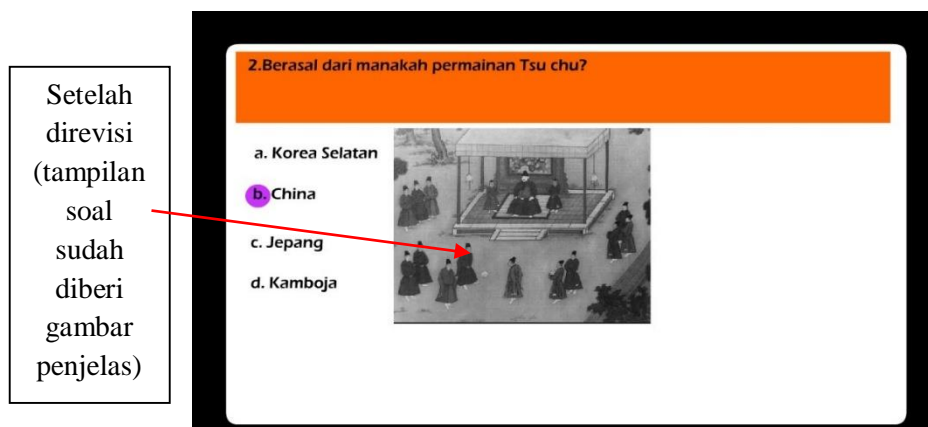 Setelah
direvisi
(tampilan
soal
sudah
diberi
gambar
penjelas)
2.Berasal dari manakah permainan Tsu chu?
a. Korea Selatan
b. China
c. Jepang
d. Kamboja